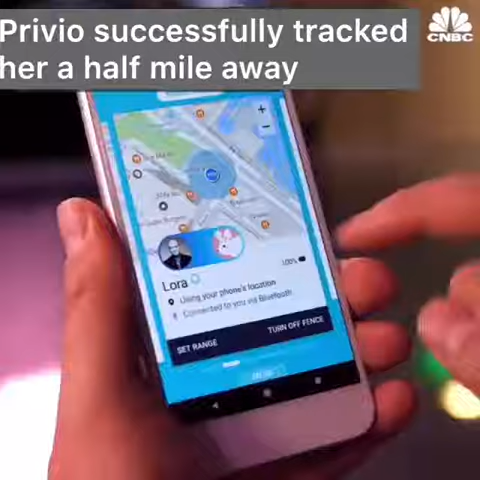 Privio successfully tracked
her a half mile away
CNBC
+
−
100%
Lora
Using your phone's location
Connected to you via Bluetooth
SET RANGE
TURN OFF FENCE